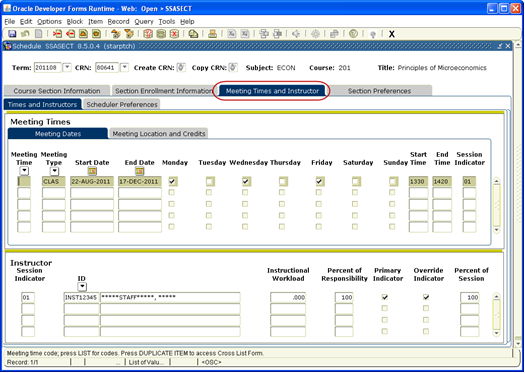 Oracle Developer Forms Runtime - Web: Open > SSASECT
File Edit Options Block Item Record Query Tools Help
Schedule SSASECT 8.5.0.4 (starptch)
Term: 201108 CRN: 80641 Create CRN: Copy CRN: Subject: ECON Course: 201 Title: Principles of Microeconomics
Course Section Information Section Enrollment Information Meeting Times and Instructor Section Preferences
Times and Instructors Scheduler Preferences
Meeting Times
Meeting Dates Meeting Location and Credits
Meeting Meeting Start End Session
Time Type Start Date End Date Monday Tuesday Wednesday Thursday Friday Saturday Sunday Time Time Indicator
CLAS 22-AUG-2011 17-DEC-2011 1330 1420 01
Instructor
Session Instructional Percent of Primary Override Percent of
Indicator ID Workload Responsibility Indicator Indicator Session
01 INST12345 *****STAFF*****, ***** .000 100 100
Meeting time code; press LIST for codes. Press DUPLICATE ITEM to access Cross List Form.
Record: 1/1 ... List of Valu... <OSC>